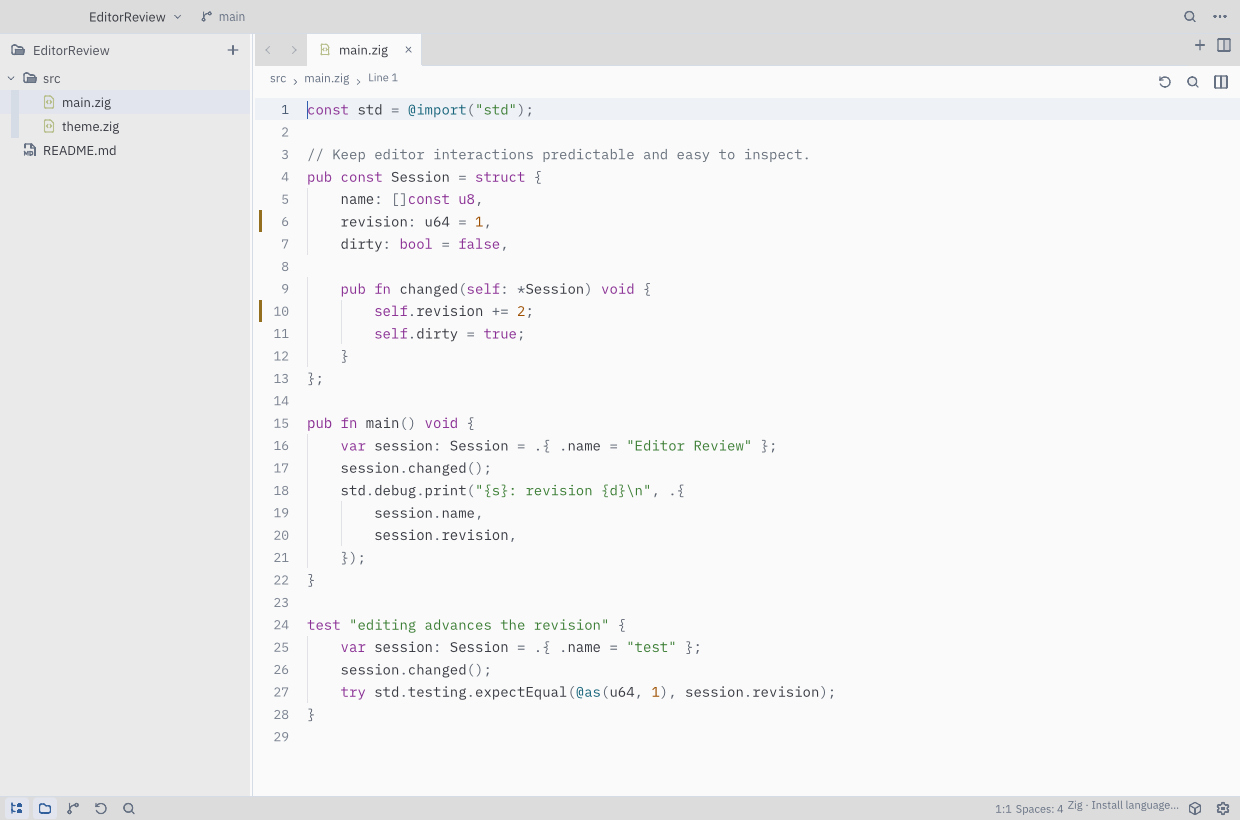 EditorReview main
EditorReview
src
main.zig
theme.zig
README.md
main.zig
src main.zig Line 1
1 const std = @import("std");
2
3 // Keep editor interactions predictable and easy to inspect.
4 pub const Session = struct {
5     name: []const u8,
6     revision: u64 = 1,
7     dirty: bool = false,
8
9     pub fn changed(self: *Session) void {
10         self.revision += 2;
11         self.dirty = true;
12     }
13 };
14
15 pub fn main() void {
16     var session: Session = .{ .name = "Editor Review" };
17     session.changed();
18     std.debug.print("{s}: revision {d}\n", .{
19         session.name,
20         session.revision,
21     });
22 }
23
24 test "editing advances the revision" {
25     var session: Session = .{ .name = "test" };
26     session.changed();
27     try std.testing.expectEqual(@as(u64, 1), session.revision);
28 }
29
1:1 Spaces: 4 Zig · Install language...